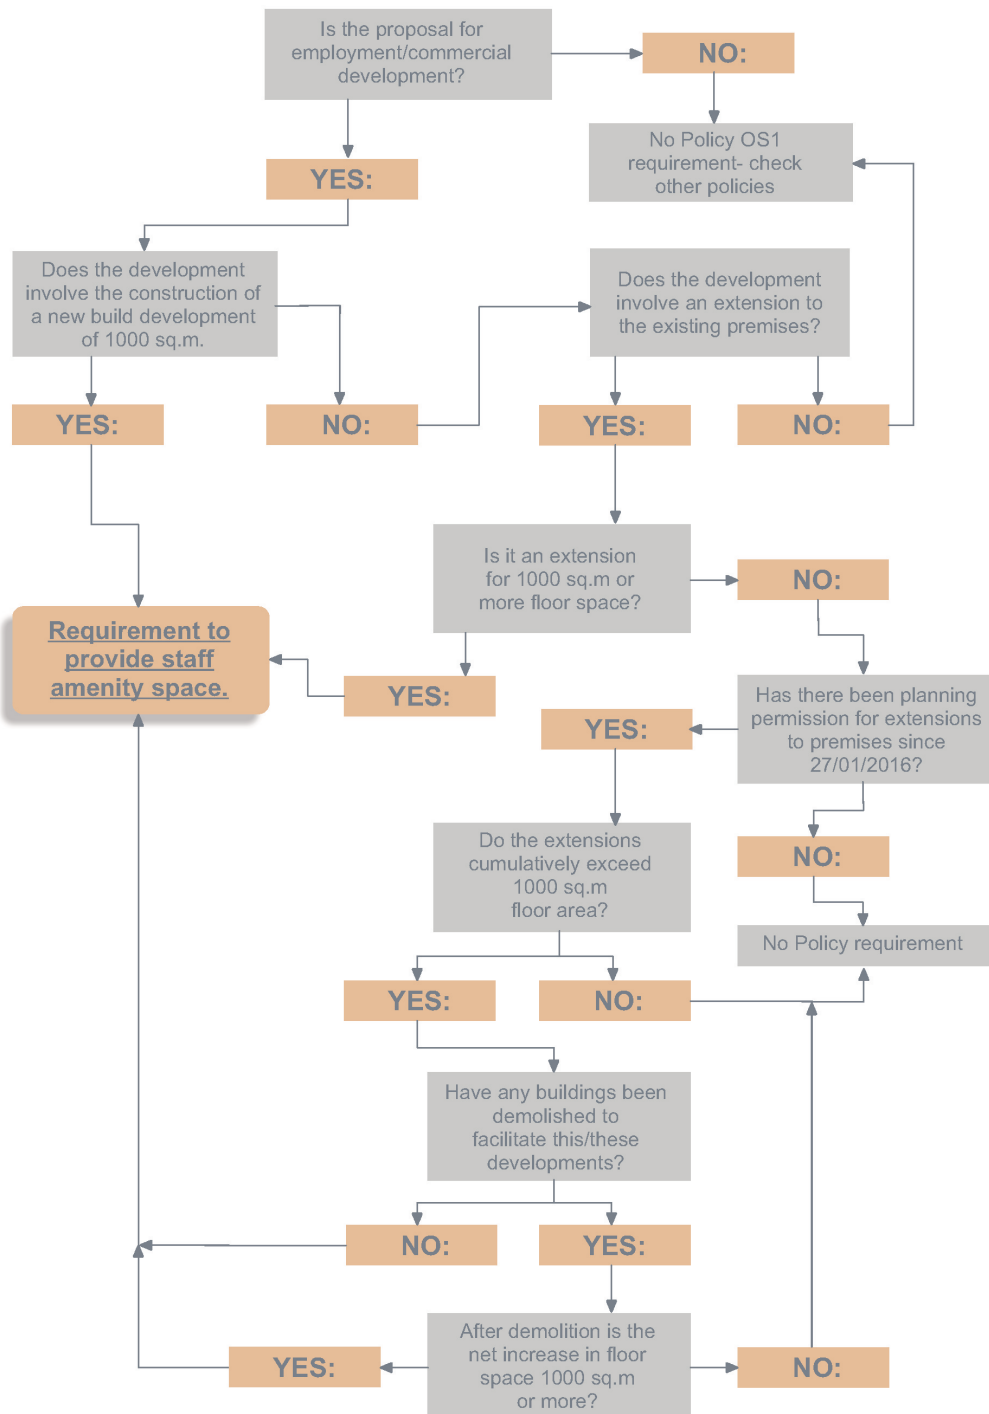 Is the proposal for
employment/commercial
development?
NO:
No Policy OS1
requirement- check
other policies
YES:
Does the development
involve the construction of
a new build development
of 1000 sq.m.
Does the development
involve an extension to
the existing premises?
YES:
NO:
YES:
NO:
Is it an extension
for 1000 sq.m or
more floor space?
NO:
Requirement to
provide staff
amenity space.
YES:
Has there been planning
permission for extensions
to premises since
27/01/2016?
YES:
Do the extensions
cumulatively exceed
1000 sq.m
floor area?
NO:
No Policy requirement
YES:
NO:
Have any buildings been
demolished to
facilitate this/these
developments?
NO:
YES:
After demolition is the
net increase in floor
space 1000 sq.m
or more?
YES:
NO: